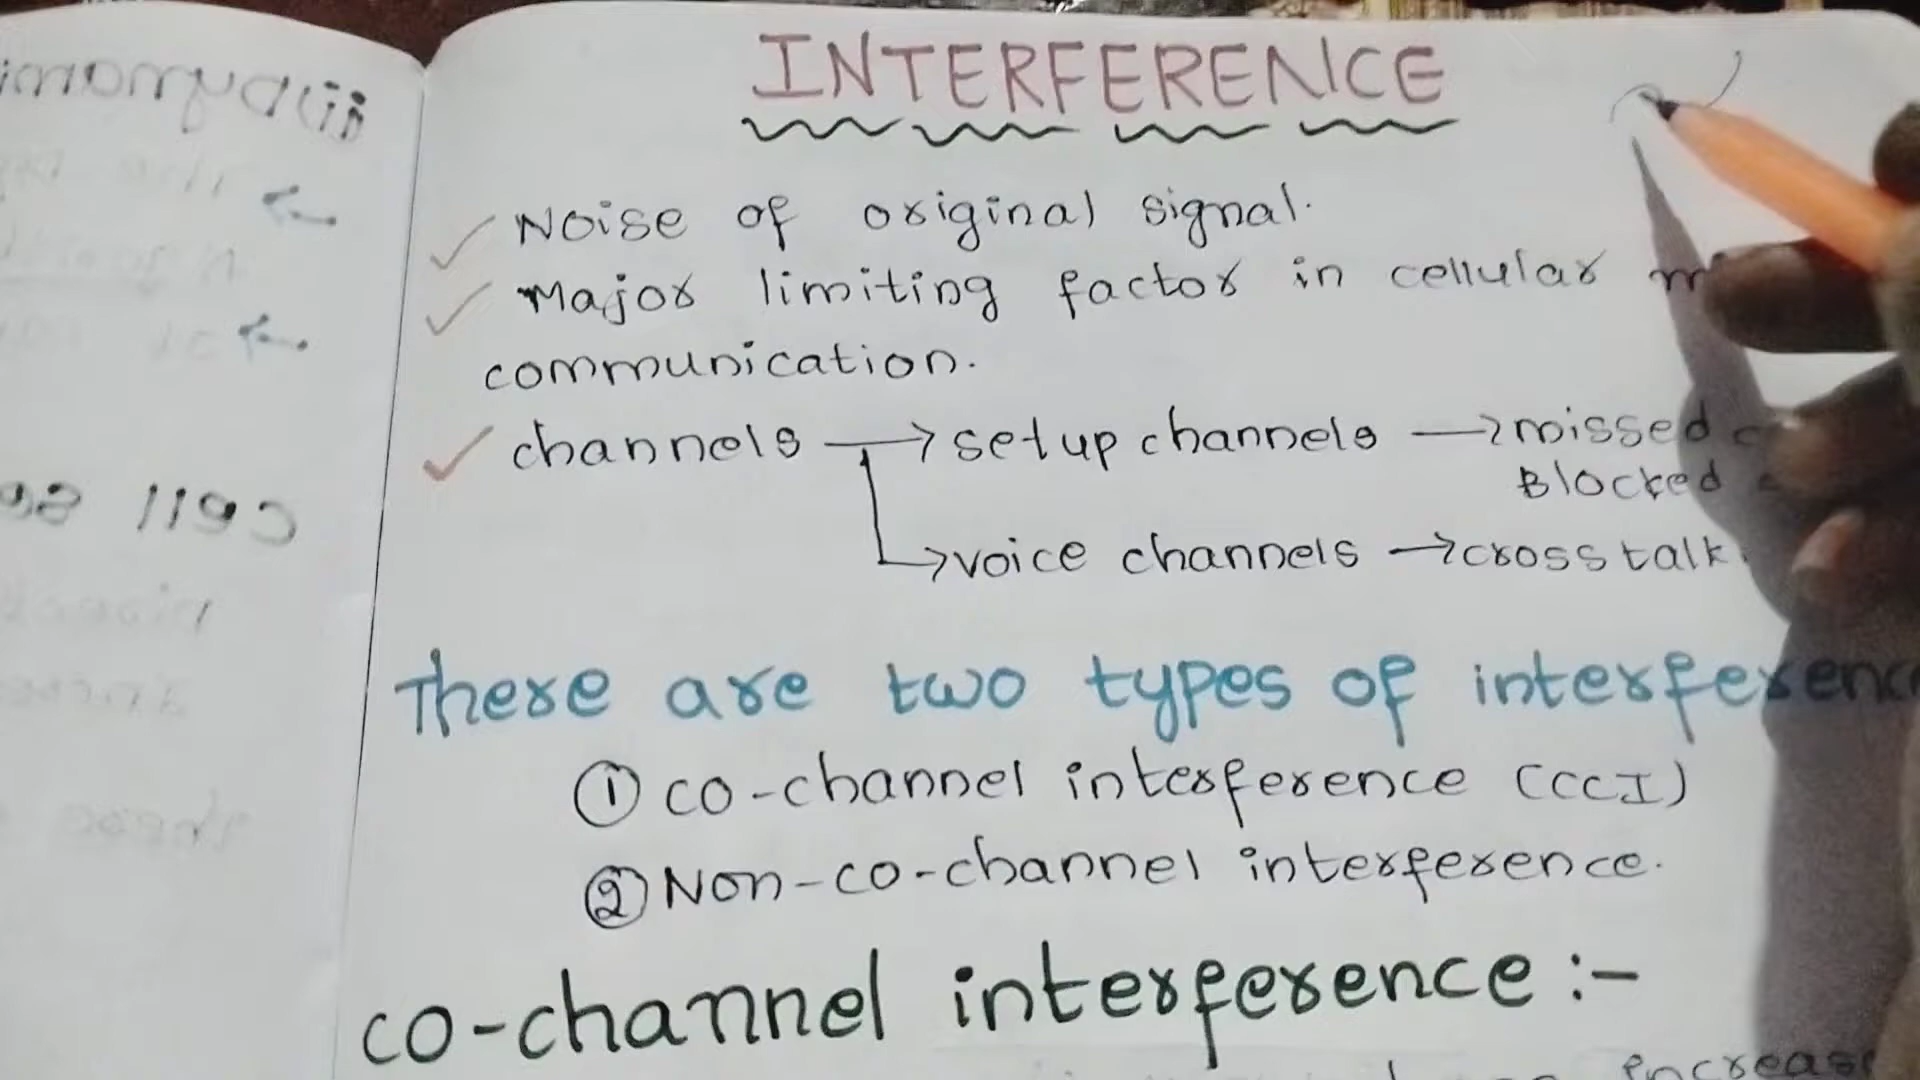 INTERFERENCE
Noise of original signal.
Major limiting factor in cellular
communication.
channels → setup channels → missed
Blocked
→ voice channels → cross talk.
There are two types of interference
① co-channel interference (CCI)
② Non-co-channel interference.
co-channel interference :-